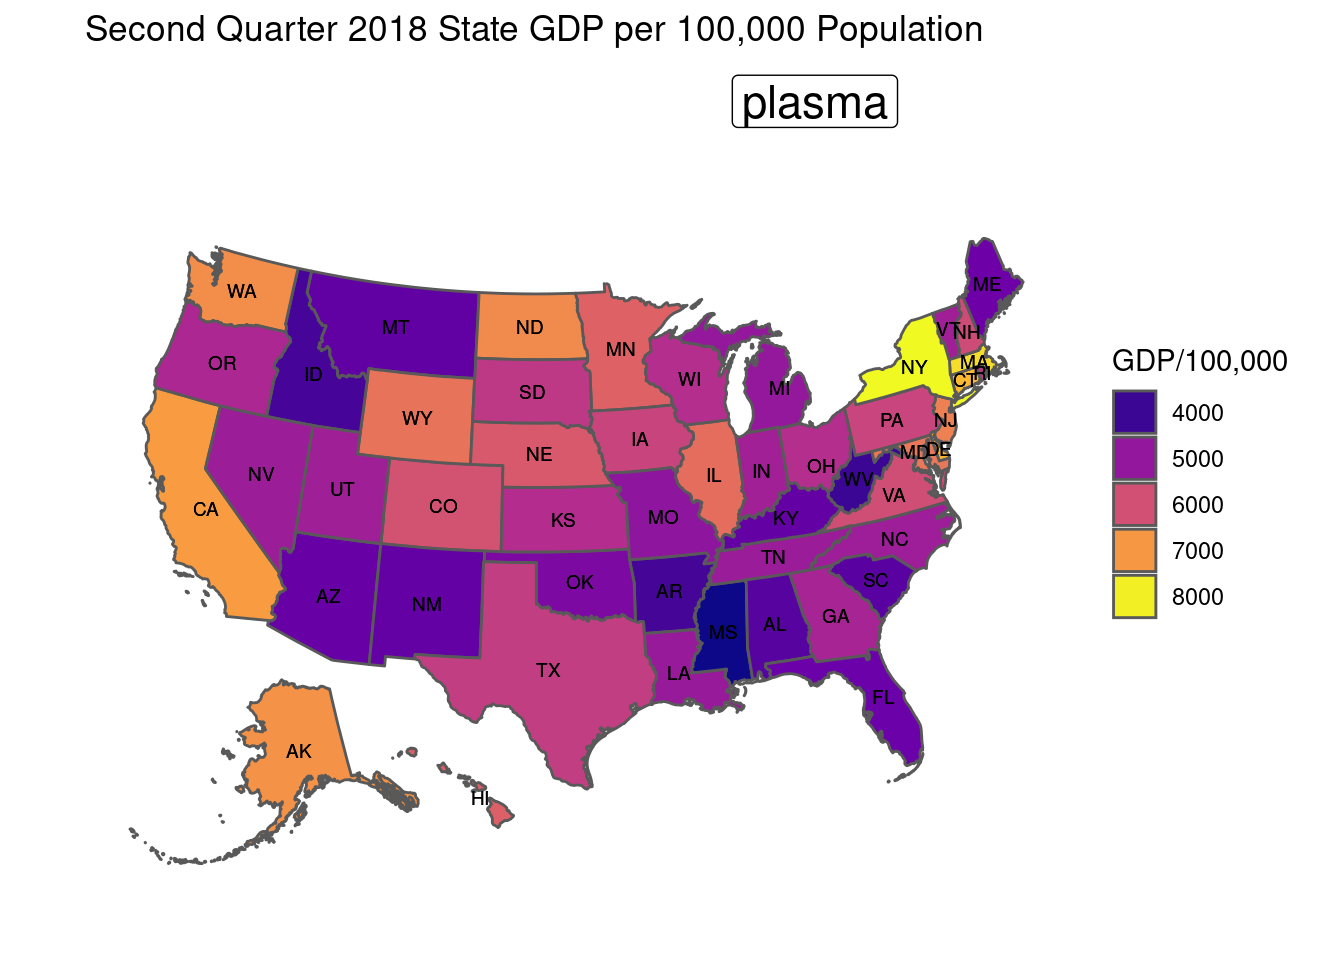 Second Quarter 2018 State GDP per 100,000 Population
plasma
ME
WA
MT
ND
VT
NH
MN
OR
ID
SD
WI
MI
NY
MA
CT
RI
WY
NE
IA
PA
NJ
NV
UT
CO
IL
IN
OH
MD
DE
WV
VA
CA
KS
MO
KY
NC
TN
AZ
NM
OK
AR
SC
MS
AL
GA
TX
LA
FL
AK
HI
GDP/100,000
4000
5000
6000
7000
8000